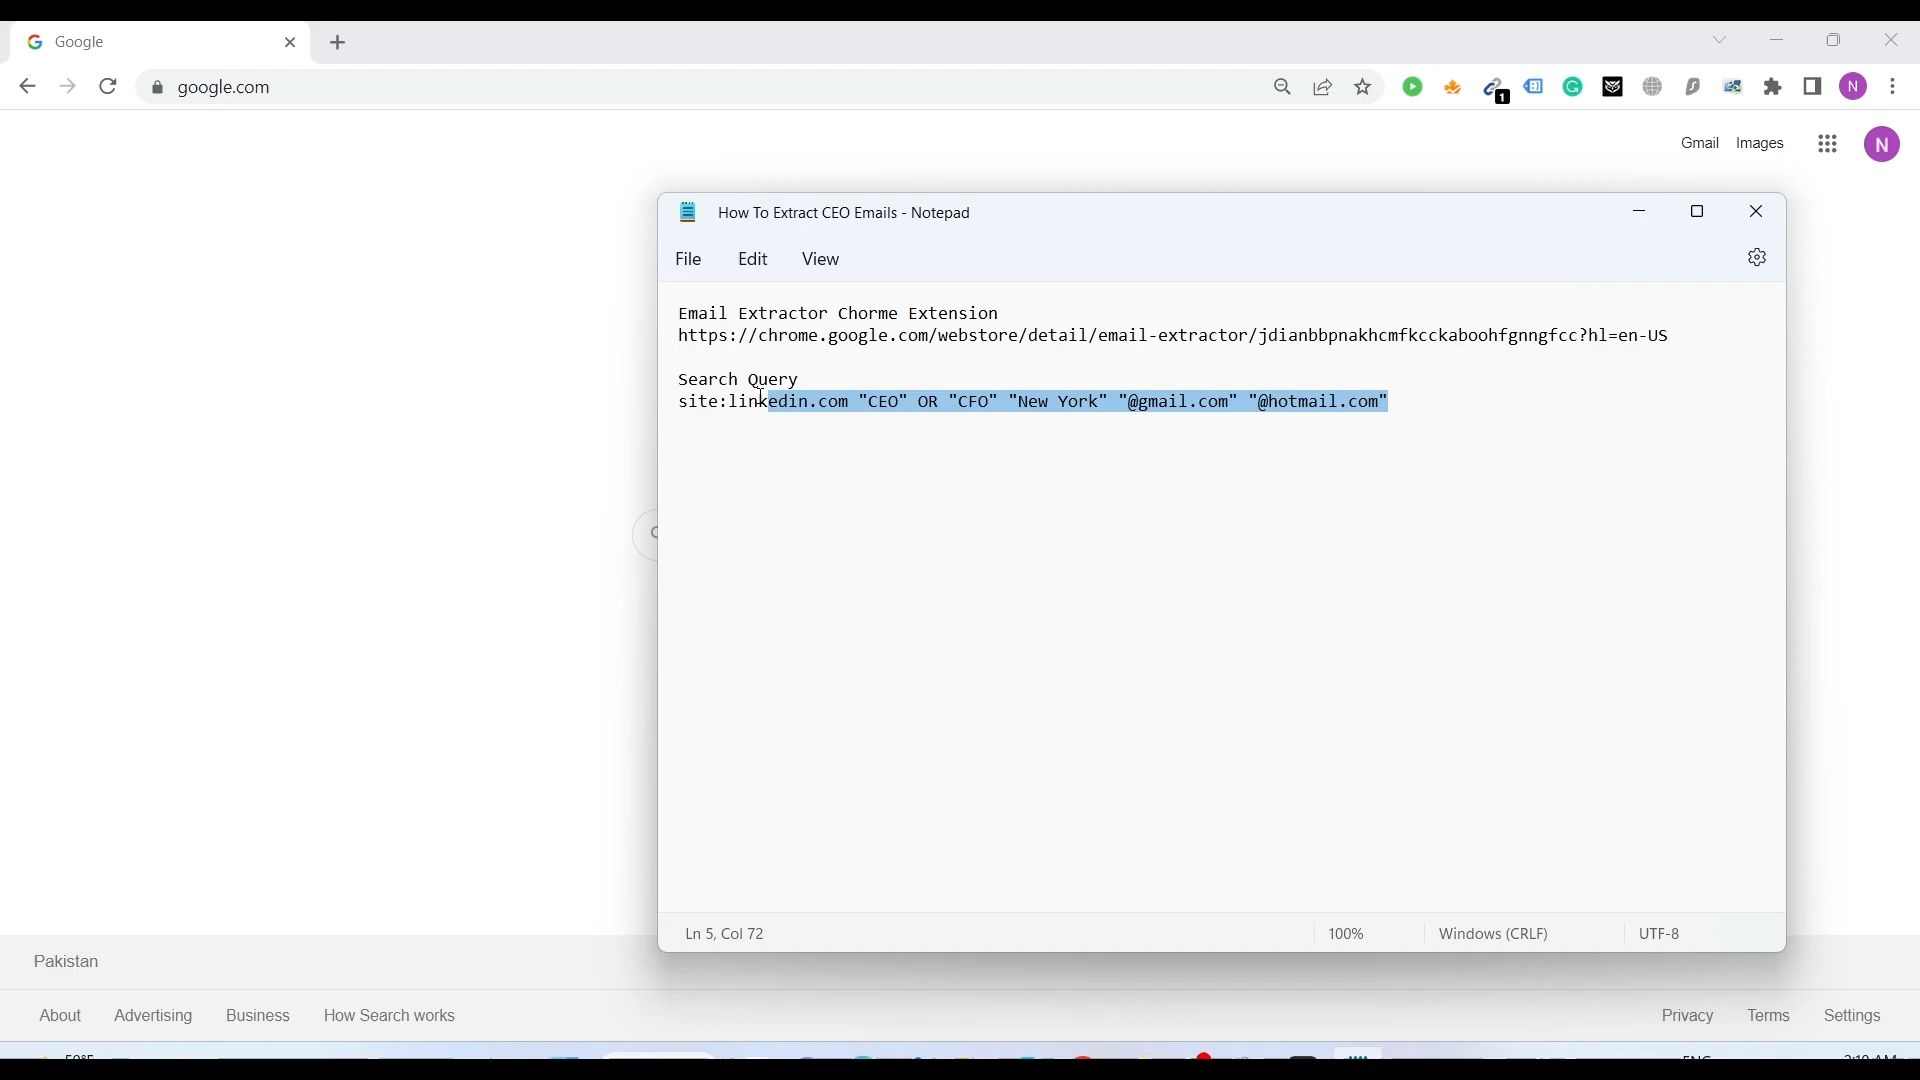 Google
google.com
1
N
Gmail Images
N
How To Extract CEO Emails - Notepad
File Edit View
Email Extractor Chorme Extension
https://chrome.google.com/webstore/detail/email-extractor/jdianbbpnakhcmfkcckaboohfgnngfcc?hl=en-US
Search Query
site:linkedin.com "CEO" OR "CFO" "New York" "@gmail.com" "@hotmail.com"
Ln 5, Col 72
100%
Windows (CRLF)
UTF-8
Pakistan
About Advertising Business How Search works
Privacy Terms Settings